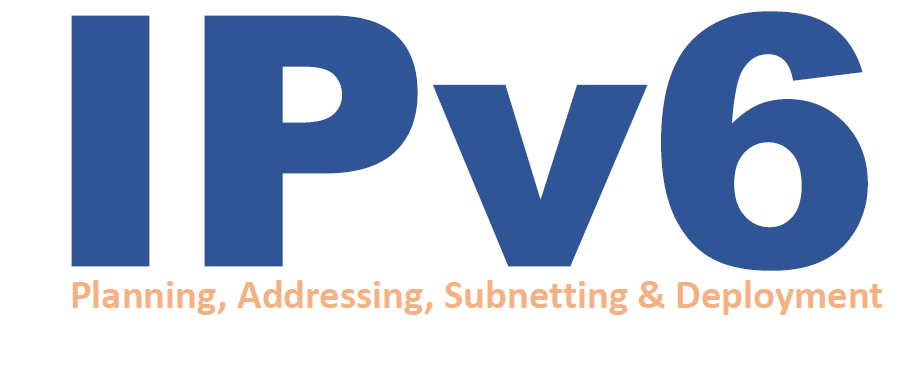 IPv6
Planning, Addressing, Subnetting & Deployment